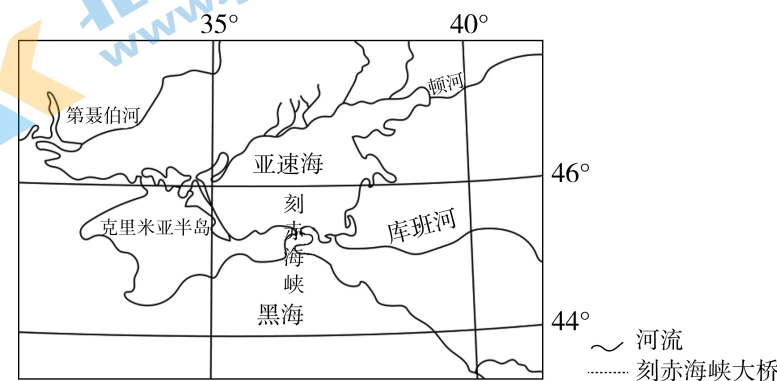 35°
40°
第聂伯河
顿河
亚速海
46°
刻赤海峡
克里米亚半岛
库班河
黑海
44°
河流
刻赤海峡大桥